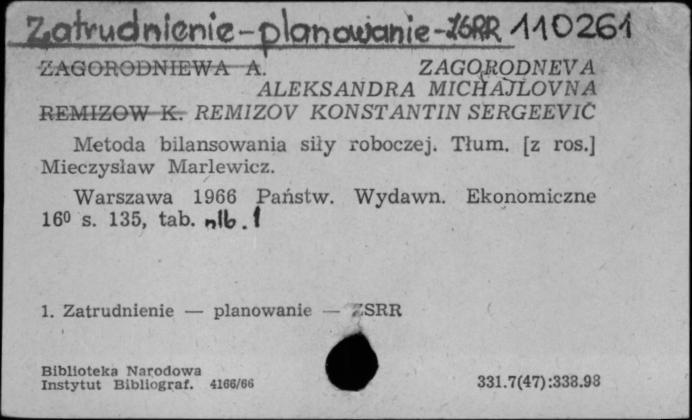 Zatrudnienie-planowanie-ZSRR 110261
ZAGORODNIEWA A. ZAGORODNEVA
ALEKSANDRA MICHAJLOVNA
REMIZOW K. REMIZOV KONSTANTIN SERGEEVIČ
Metoda bilansowania siły roboczej. Tłum. [z ros.]
Mieczysław Marlewicz.
Warszawa 1966 Państw. Wydawn. Ekonomiczne
16⁰ s. 135, tab. nlb. 1
1. Zatrudnienie — planowanie — ZSRR
Biblioteka Narodowa
Instytut Bibliograf. 4166/66
331.7(47):338.98